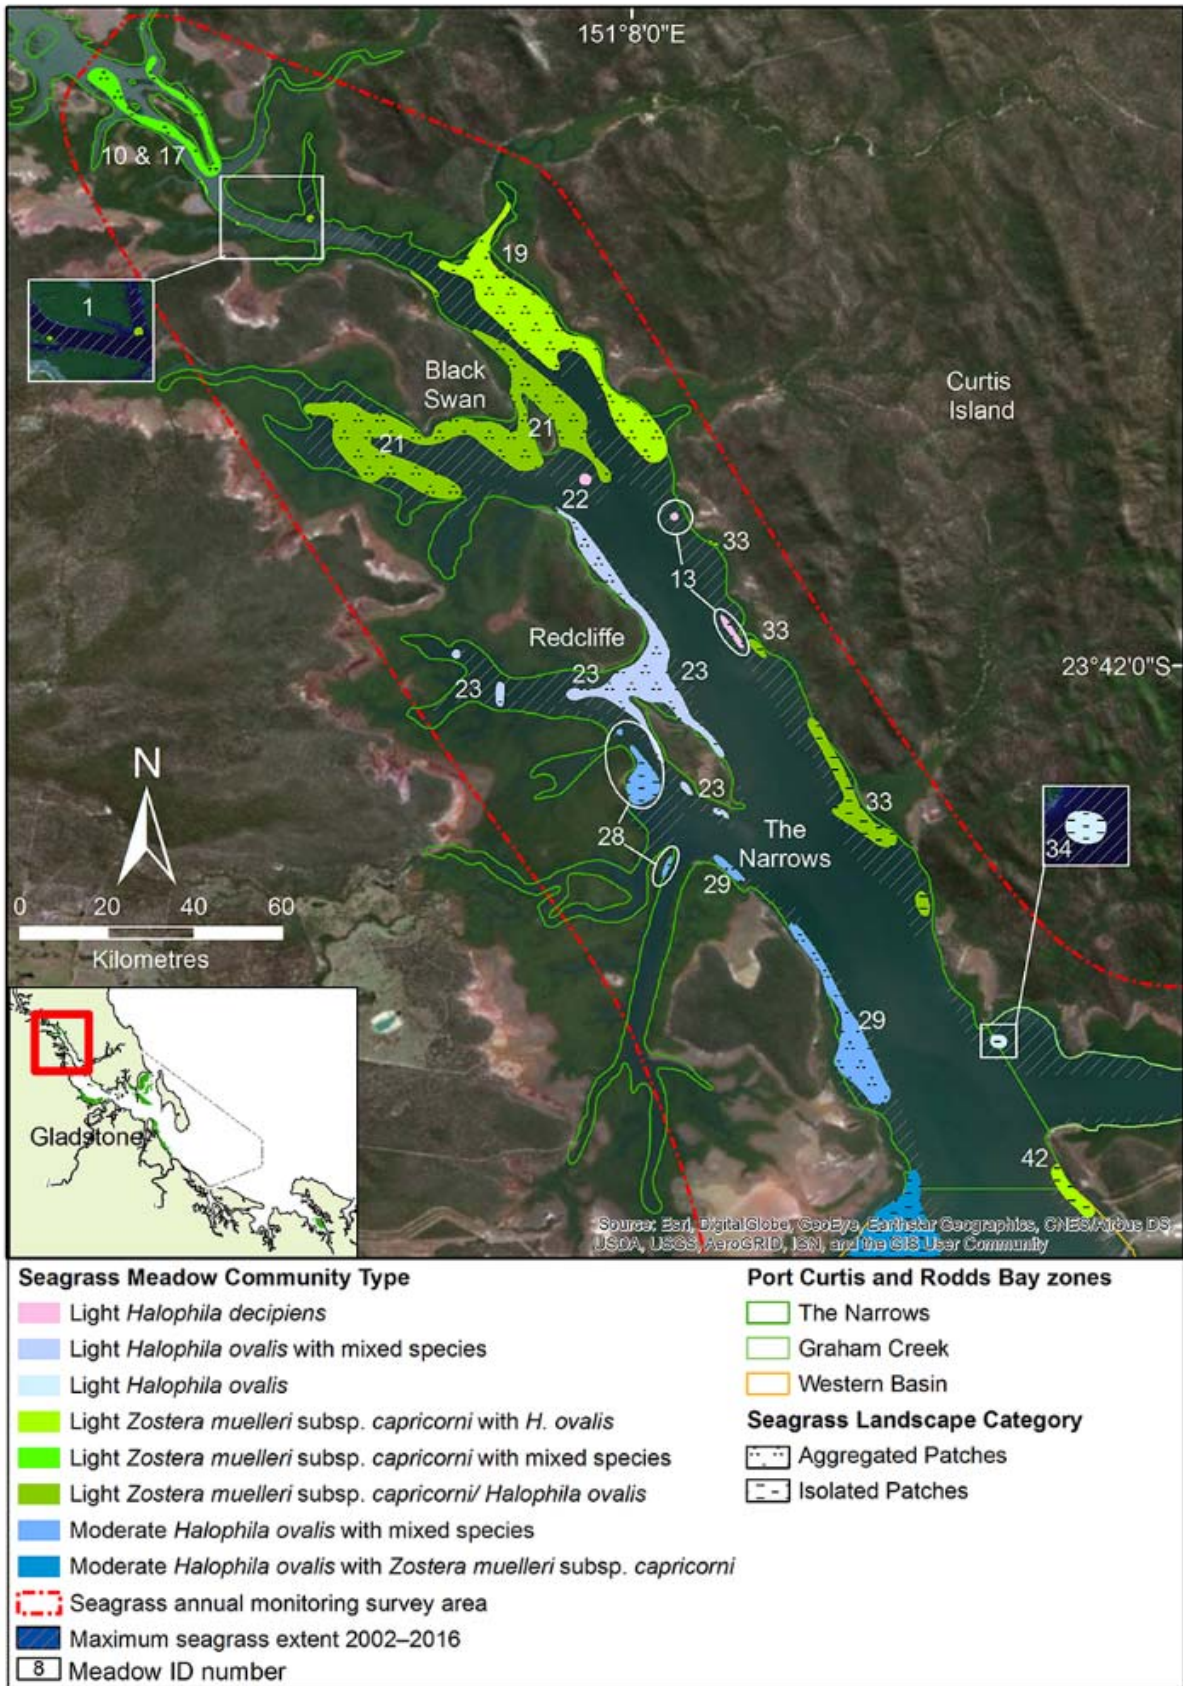 151°8'0"E
10 & 17
19
1
Black
Swan
Curtis
Island
21
21
22
33
13
Redcliffe
33
23
23
23°42'0"S
23
N
23
33
The
Narrows
28
34
29
0 20 40 60
Kilometres
29
Gladstone
42
Source: Esri, DigitalGlobe, GeoEye, Earthstar Geographics, CNES/Airbus DS,
USDA, USGS, AeroGRID, IGN, and the GIS User Community
Seagrass Meadow Community Type
Light Halophila decipiens
Light Halophila ovalis with mixed species
Light Halophila ovalis
Light Zostera muelleri subsp. capricorni with H. ovalis
Light Zostera muelleri subsp. capricorni with mixed species
Light Zostera muelleri subsp. capricorni/ Halophila ovalis
Moderate Halophila ovalis with mixed species
Moderate Halophila ovalis with Zostera muelleri subsp. capricorni
Seagrass annual monitoring survey area
Maximum seagrass extent 2002–2016
8 Meadow ID number
Port Curtis and Rodds Bay zones
The Narrows
Graham Creek
Western Basin
Seagrass Landscape Category
Aggregated Patches
Isolated Patches